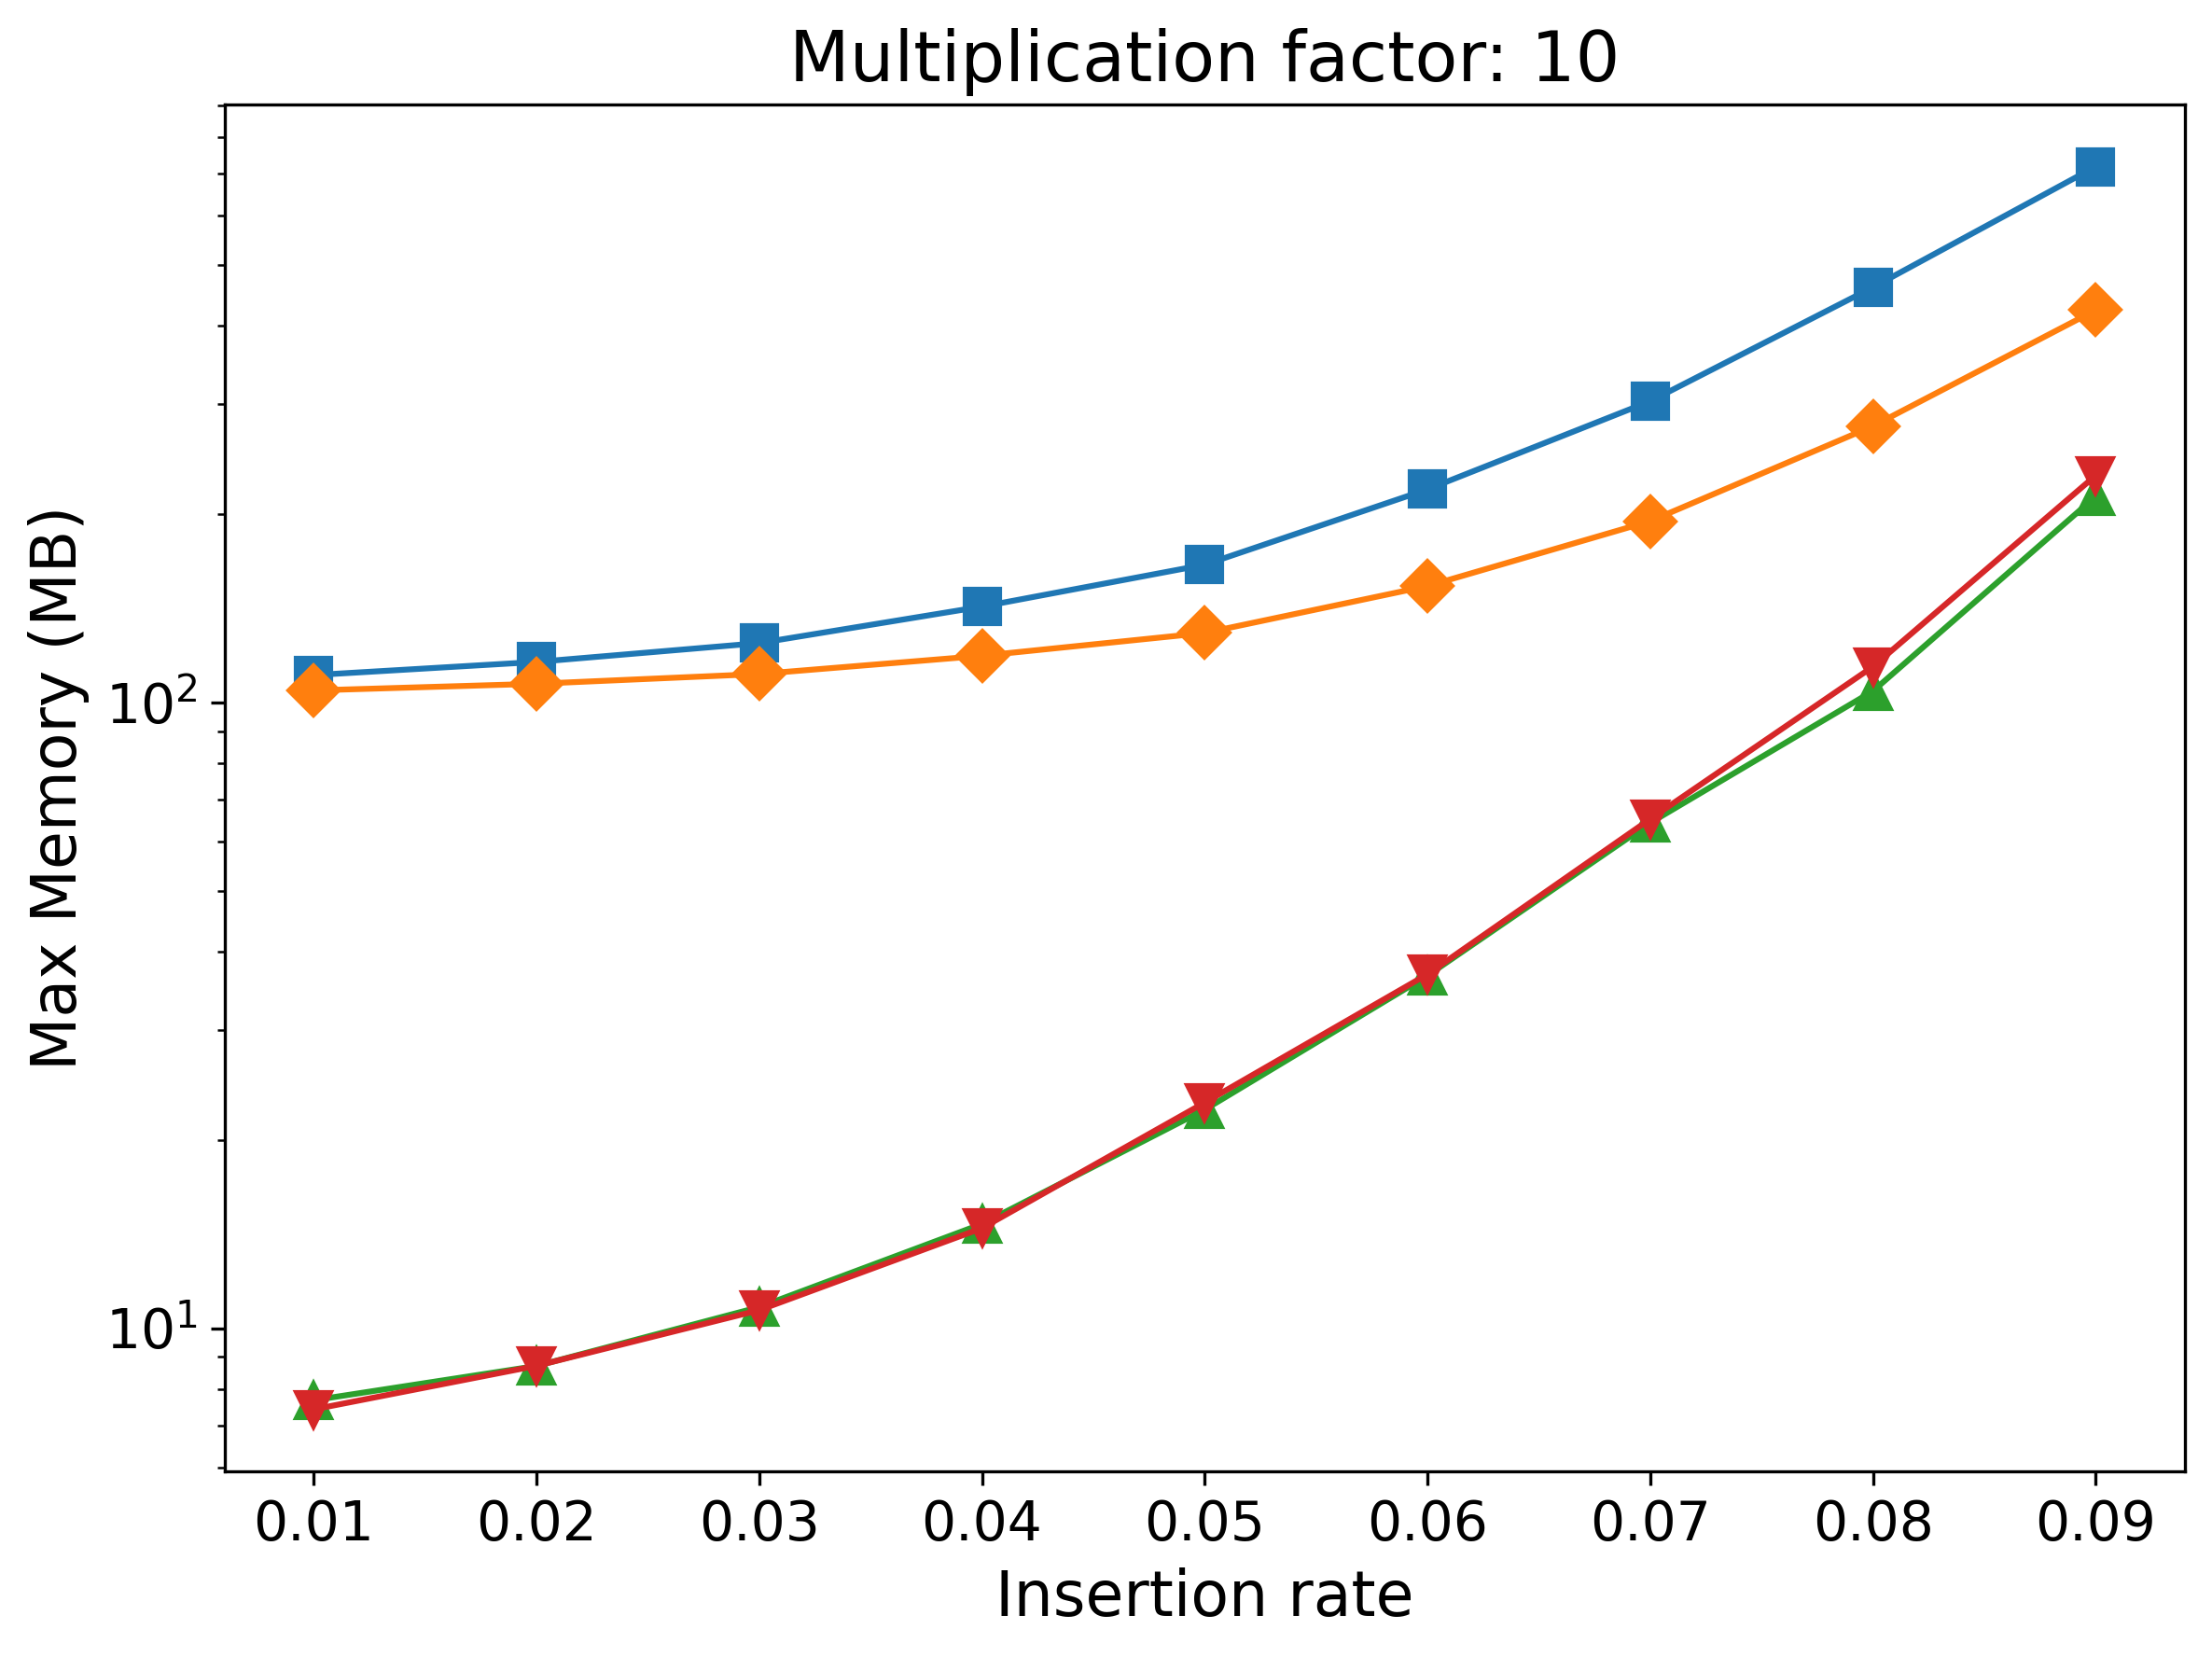 Multiplication factor: 10
Max Memory (MB)
10²
10¹
0.01 0.02 0.03 0.04 0.05 0.06 0.07 0.08 0.09
Insertion rate